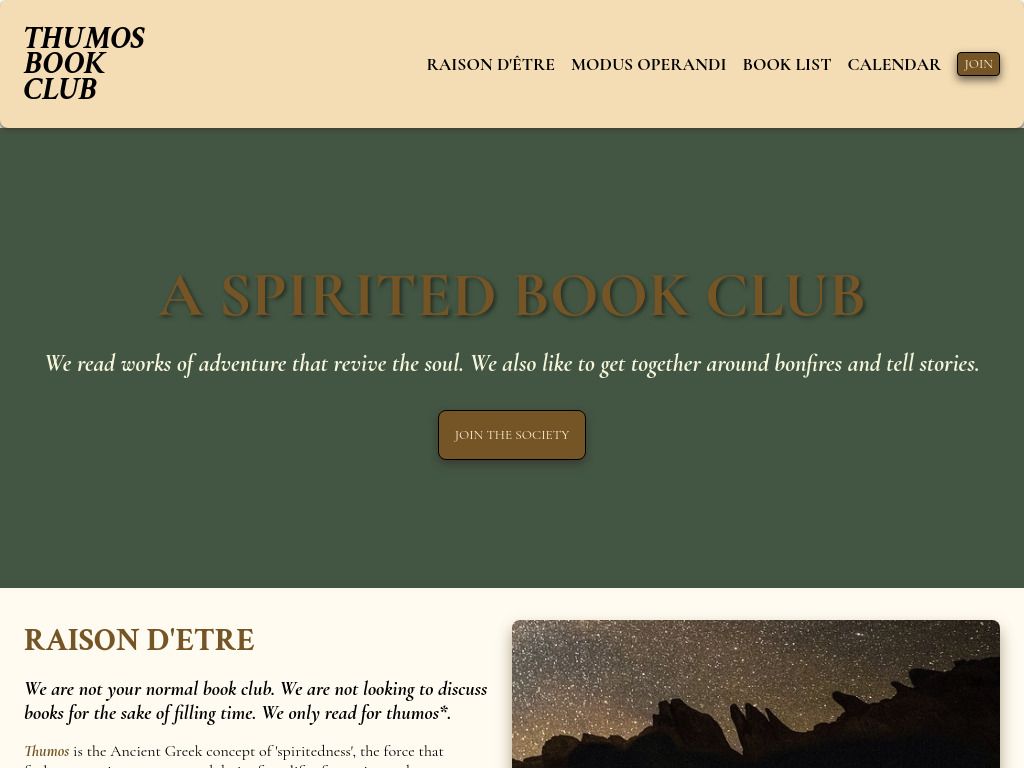 THUMOS
BOOK
CLUB
RAISON D'ÊTRE MODUS OPERANDI BOOK LIST CALENDAR JOIN
A SPIRITED BOOK CLUB
We read works of adventure that revive the soul. We also like to get together around bonfires and tell stories.
JOIN THE SOCIETY
RAISON D'ETRE
We are not your normal book club. We are not looking to discuss
books for the sake of filling time. We only read for thumos*.
Thumos is the Ancient Greek concept of 'spiritedness', the force that